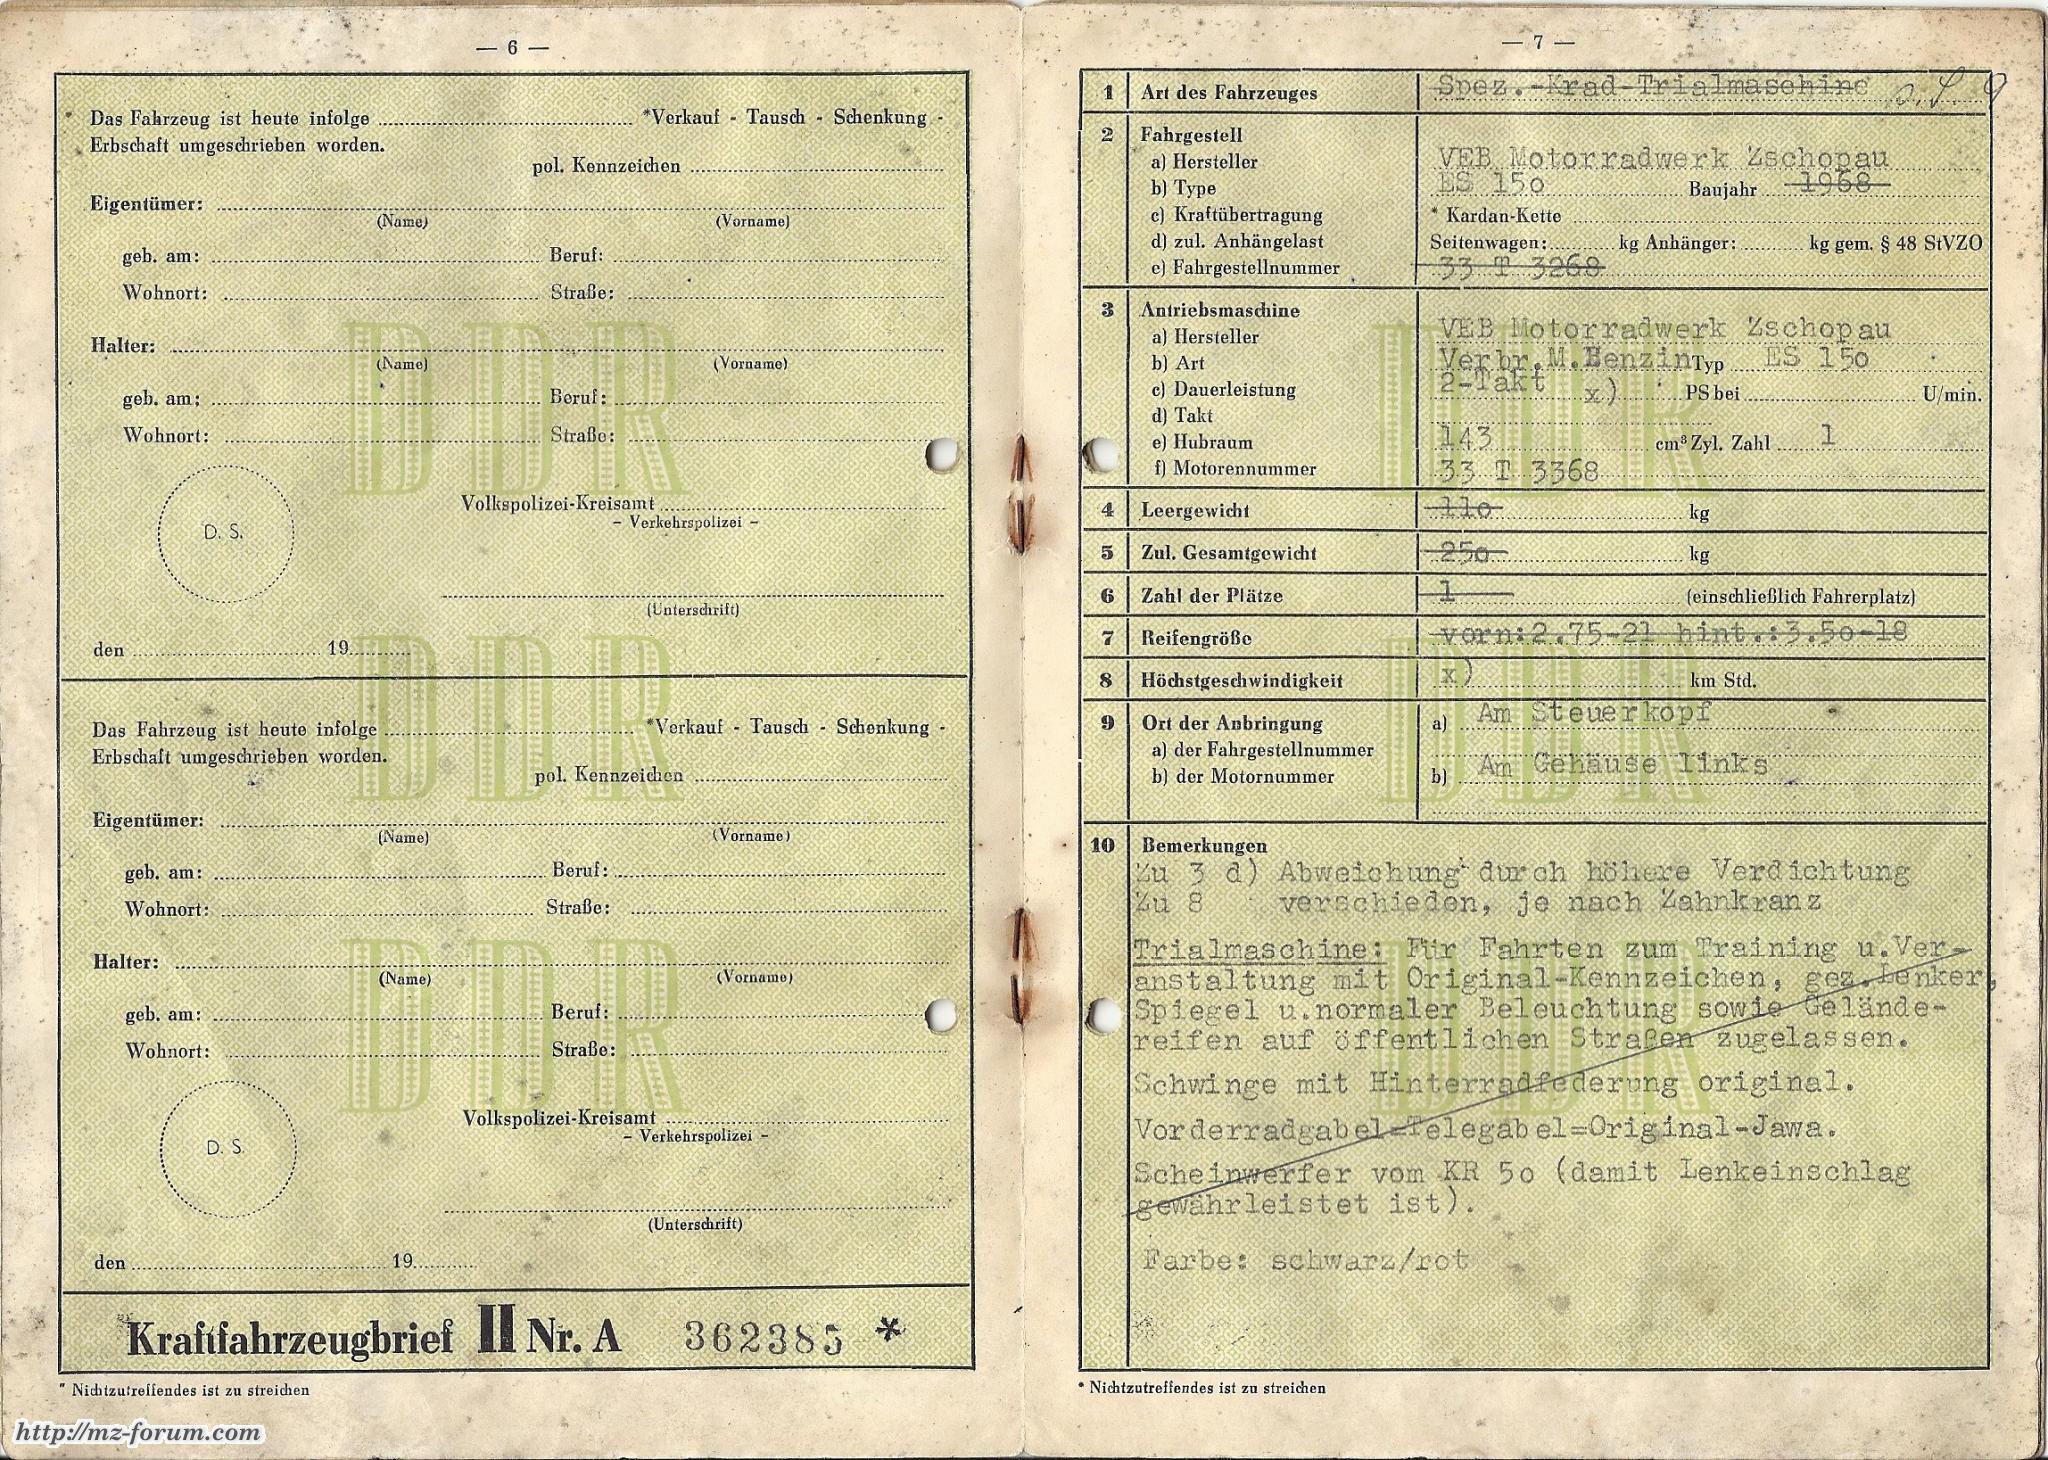 — 6 —
Das Fahrzeug ist heute infolge *Verkauf - Tausch - Schenkung -
Erbschaft umgeschrieben worden.
pol. Kennzeichen
Eigentümer:
(Name) (Vorname)
geb. am: Beruf:
Wohnort: Straße:
Halter:
(Name) (Vorname)
geb. am: Beruf:
Wohnort: Straße:
D. S.
Volkspolizei-Kreisamt
– Verkehrspolizei –
(Unterschrift)
den 19
Das Fahrzeug ist heute infolge *Verkauf - Tausch - Schenkung -
Erbschaft umgeschrieben worden.
pol. Kennzeichen
Eigentümer:
(Name) (Vorname)
geb. am: Beruf:
Wohnort: Straße:
Halter:
(Name) (Vorname)
geb. am: Beruf:
Wohnort: Straße:
D. S.
Volkspolizei-Kreisamt
– Verkehrspolizei –
(Unterschrift)
den 19
DDR
DDR
DDR
Kraftfahrzeugbrief II Nr. A 362385 *
* Nichtzutreffendes ist zu streichen
http://mz-forum.com
— 7 —
1 Art des Fahrzeuges Spez.-Krad-Trialmaschine
2 Fahrgestell
a) Hersteller VEB Motorradwerk Zschopau
b) Type ES 150 Baujahr 1968
c) Kraftübertragung * Kardan-Kette
d) zul. Anhängelast Seitenwagen: kg Anhänger: kg gem. § 48 StVZO
e) Fahrgestellnummer 33 T 3268
3 Antriebsmaschine
a) Hersteller VEB Motorradwerk Zschopau
b) Art Verbr.M.Benzin Typ ES 150
c) Dauerleistung 2-Takt x) PS bei U/min.
d) Takt
e) Hubraum 143 cm³ Zyl. Zahl 1
f) Motorennummer 33 T 3368
4 Leergewicht 110 kg
5 Zul. Gesamtgewicht 250 kg
6 Zahl der Plätze 1 (einschließlich Fahrerplatz)
7 Reifengröße vorn:2.75-21 hint.:3.50-18
8 Höchstgeschwindigkeit x) km Std.
9 Ort der Anbringung a) Am Steuerkopf
a) der Fahrgestellnummer
b) der Motornummer b) Am Gehäuse links
10 Bemerkungen
Zu 3 d) Abweichung durch höhere Verdichtung
Zu 8 verschieden, je nach Zahnkranz
Trialmaschine: Für Fahrten zum Training u.Ver-
anstaltung mit Original-Kennzeichen, gez.Lenker,
Spiegel u.normaler Beleuchtung sowie Gelände-
reifen auf öffentlichen Straßen zugelassen.
Schwinge mit Hinterradfederung original.
Vorderradgabel=Telegabel=Original-Jawa.
Scheinwerfer vom KR 50 (damit Lenkeinschlag
gewährleistet ist).
Farbe: schwarz/rot
DDR
DDR
DDR
* Nichtzutreffendes ist zu streichen